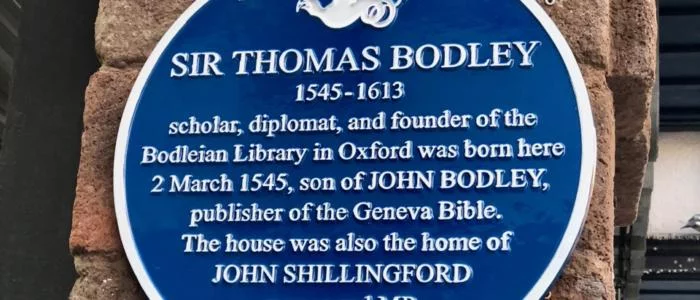 SIR THOMAS BODLEY
1545-1613
scholar, diplomat, and founder of the
Bodleian Library in Oxford was born here
2 March 1545, son of JOHN BODLEY,
publisher of the Geneva Bible.
The house was also the home of
JOHN SHILLINGFORD